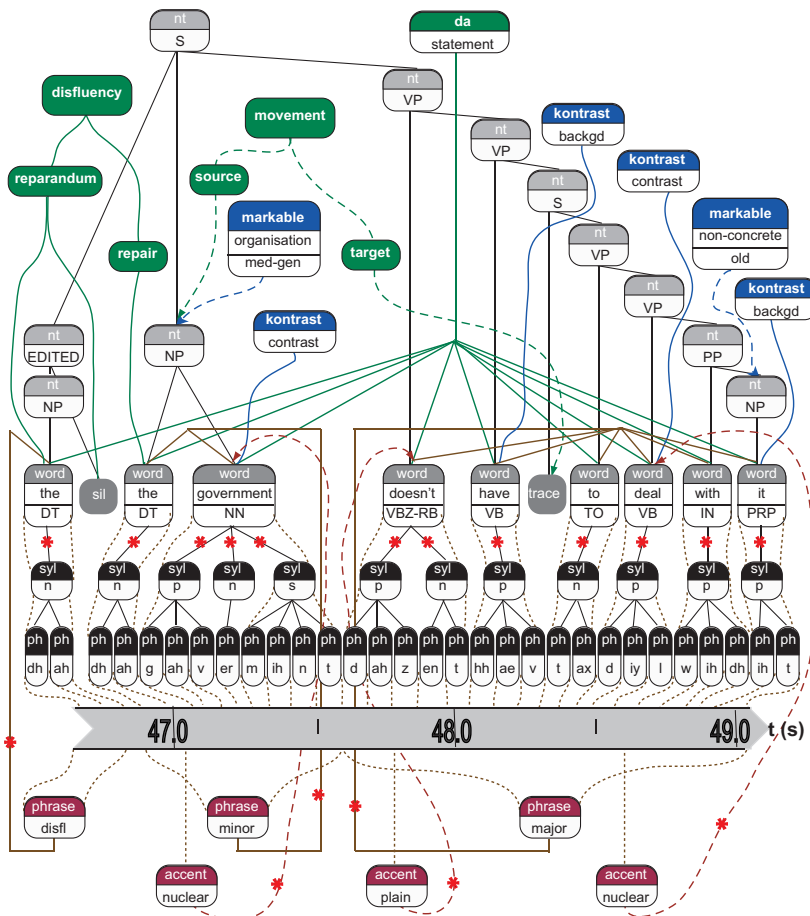 nt
S
da
statement
disfluency
nt
VP
movement
kontrast
backgd
nt
VP
kontrast
contrast
reparandum
source
nt
S
markable
organisation
med-gen
markable
non-concrete
old
repair
target
nt
VP
nt
VP
kontrast
backgd
nt
EDITED
nt
NP
kontrast
contrast
nt
PP
nt
NP
nt
NP
word word word word word word word word word
the sil the government doesn't have trace to deal with it
DT DT NN VBZ-RB VB TO VB IN PRP
syl syl syl syl syl syl syl syl syl syl syl syl
n n p n s p n p n p p p
ph ph ph ph ph ph ph ph ph ph ph ph ph ph ph ph ph ph ph ph ph ph ph ph ph ph ph ph ph
dh ah dh ah g ah v er m ih n t d ah z en t hh ae v t ax d iy l w ih dh ih t
47.0 48.0 49.0 t (s)
phrase phrase phrase
disfl minor major
accent accent accent
nuclear plain nuclear